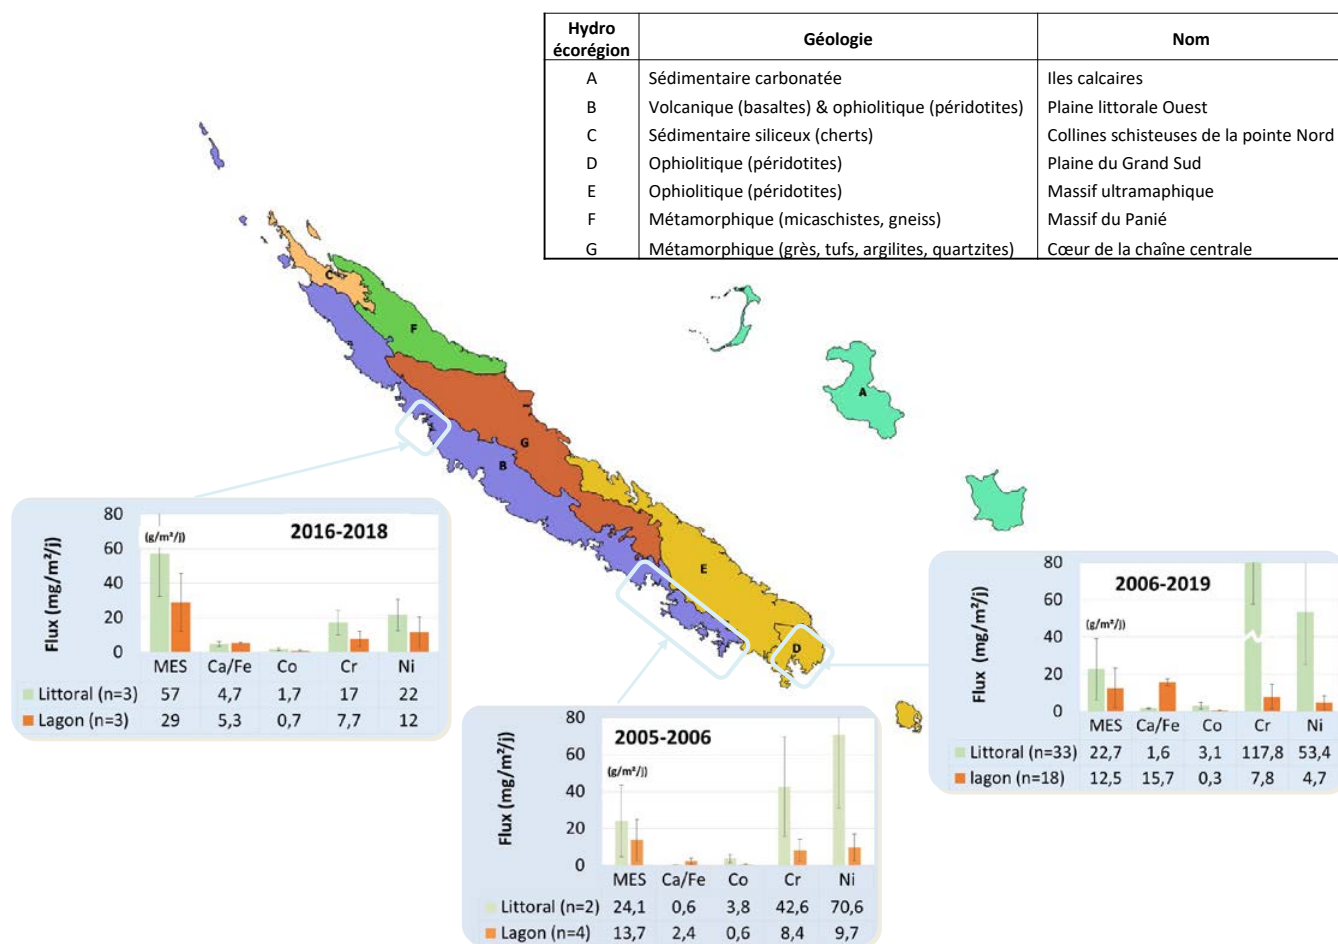 Hydro écorégion Géologie Nom
A Sédimentaire carbonatée Iles calcaires
B Volcanique (basaltes) & ophiolitique (péridotites) Plaine littorale Ouest
C Sédimentaire siliceux (cherts) Collines schisteuses de la pointe Nord
D Ophiolitique (péridotites) Plaine du Grand Sud
E Ophiolitique (péridotites) Massif ultramaphique
F Métamorphique (micaschistes, gneiss) Massif du Panié
G Métamorphique (grès, tufs, argilites, quartzites) Cœur de la chaîne centrale
C
F
A
G
B
E
D
2016-2018
(g/m²/j)
Flux (mg/m²/j)
80
60
40
20
0
MES Ca/Fe Co Cr Ni
Littoral (n=3) 57 4,7 1,7 17 22
Lagon (n=3) 29 5,3 0,7 7,7 12
2005-2006
(g/m²/j)
Flux (mg/m²/j)
80
60
40
20
0
MES Ca/Fe Co Cr Ni
Littoral (n=2) 24,1 0,6 3,8 42,6 70,6
Lagon (n=4) 13,7 2,4 0,6 8,4 9,7
2006-2019
(g/m²/j)
Flux (mg/m²/j)
80
60
40
20
0
MES Ca/Fe Co Cr Ni
Littoral (n=33) 22,7 1,6 3,1 117,8 53,4
lagon (n=18) 12,5 15,7 0,3 7,8 4,7